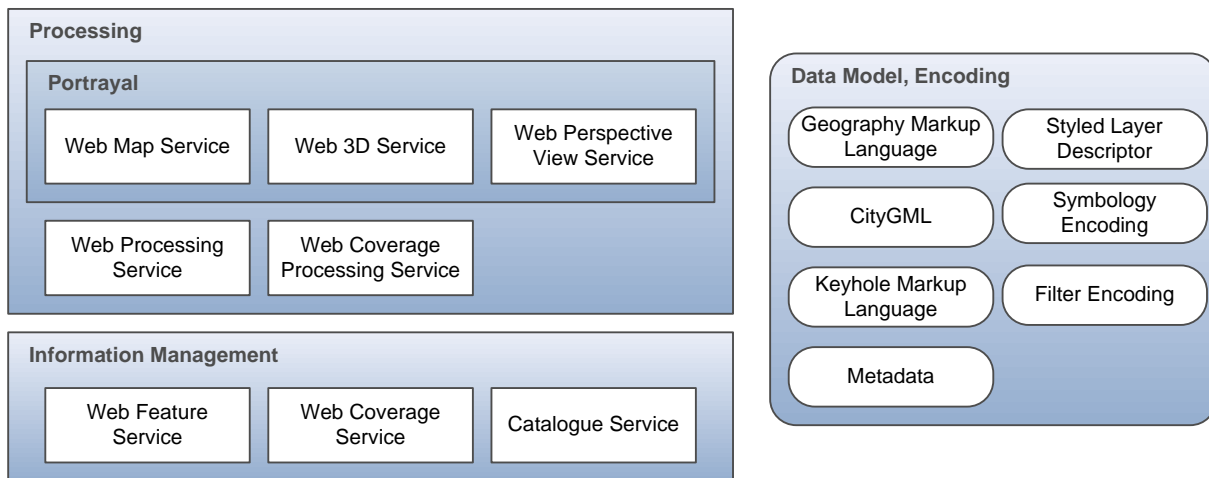 Processing
Portrayal
Web Map Service
Web 3D Service
Web Perspective
View Service
Web Processing
Service
Web Coverage
Processing Service
Information Management
Web Feature
Service
Web Coverage
Service
Catalogue Service
Data Model, Encoding
Geography Markup
Language
Styled Layer
Descriptor
CityGML
Symbology
Encoding
Keyhole Markup
Language
Filter Encoding
Metadata